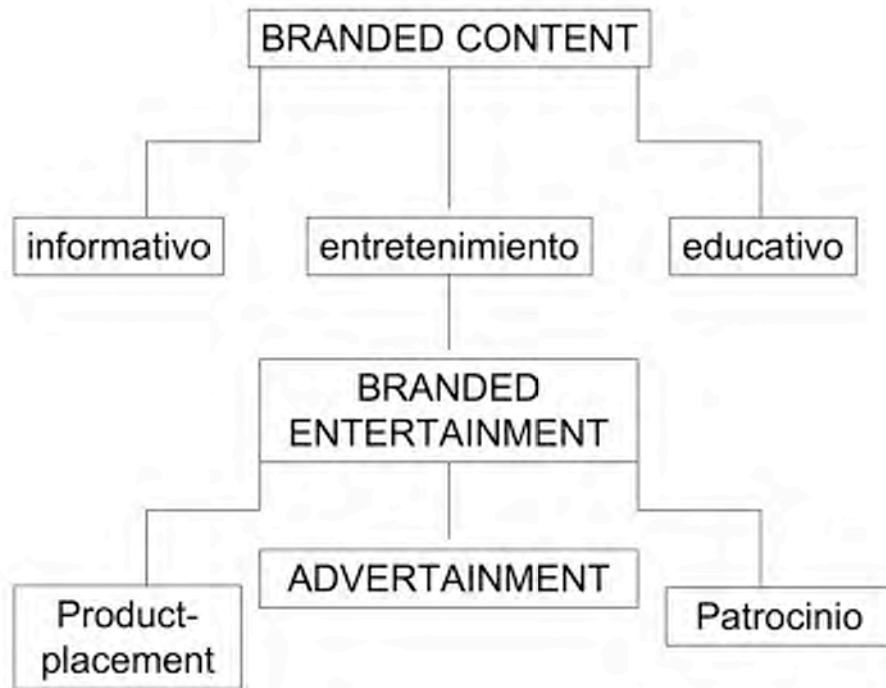 BRANDED CONTENT
informativo
entretenimiento
educativo
BRANDED
ENTERTAINMENT
Product-
placement
ADVERTAINMENT
Patrocinio